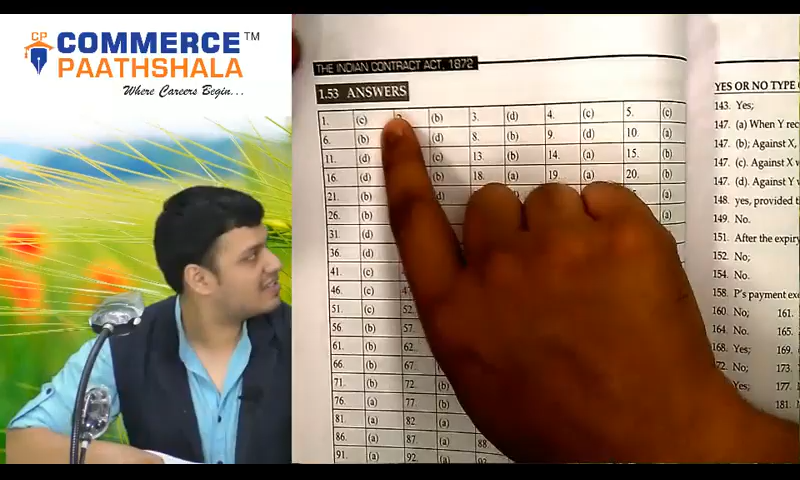 CP
COMMERCE™
PAATHSHALA
Where Careers Begin...
THE INDIAN CONTRACT ACT, 1872
1.53 ANSWERS
1. (c) (b) 3. (d) 4. (c) 5. (c)
6. (b) (b) 8. (b) 9. (d) 10. (a)
11. (d) (c) 13. (b) 14. (a) 15. (b)
16. (d) (b) 18. (a) 19. (a) 20. (b)
21. (b) (d) (a)
26. (b) (a)
31. (d)
36. (d)
41. (c)
46. (c) 47
51. (c) 52.
56. (b) 57.
61. (b) 62.
66. (b) 67.
71. (b) 72. (b)
76. (a) 77. (b)
81. (a) 82. (a)
86. (a) 87. (a) 88.
91. (a) 92. (a)
YES OR NO TYPE
143. Yes;
147. (a) When Y
147. (b); Against X,
147. (c). Against X
147. (d). Against Y
148. yes, provided
149. No.
151. After the expiry
152. No;
154. No.
158. P's payment
160. No; 161.
164. No. 165.
168. Yes; 169.
172. No; 173.
Yes; 177.
181.